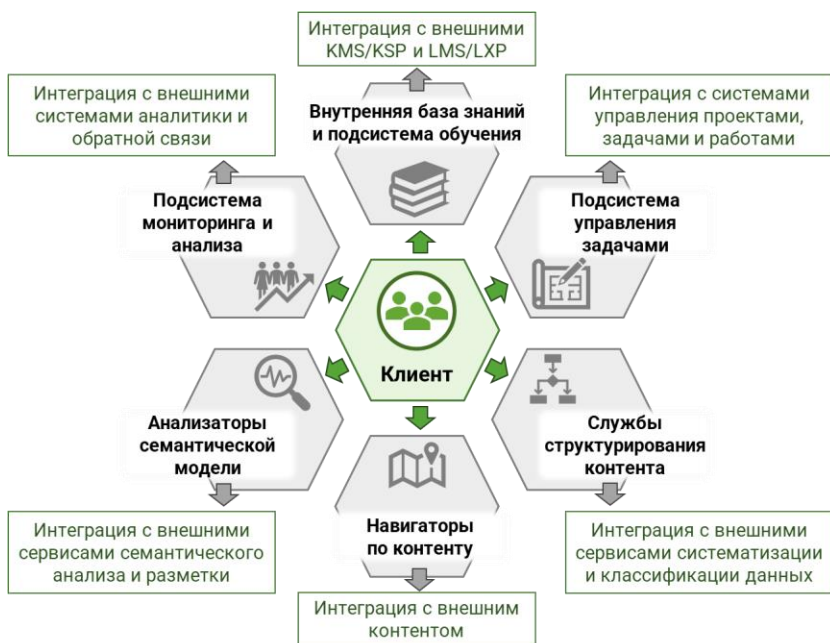 Интеграция с внешними
KMS/KSP и LMS/LXP
Интеграция с внешними
системами аналитики и
обратной связи
Внутренняя база знаний
и подсистема обучения
Интеграция с системами
управления проектами,
задачами и работами
Подсистема
мониторинга и
анализа
Подсистема
управления
задачами
Клиент
Анализаторы
семантической
модели
Службы
структурирования
контента
Навигаторы
по контенту
Интеграция с внешними
сервисами семантического
анализа и разметки
Интеграция с внешними
сервисами систематизации
и классификации данных
Интеграция с внешним
контентом